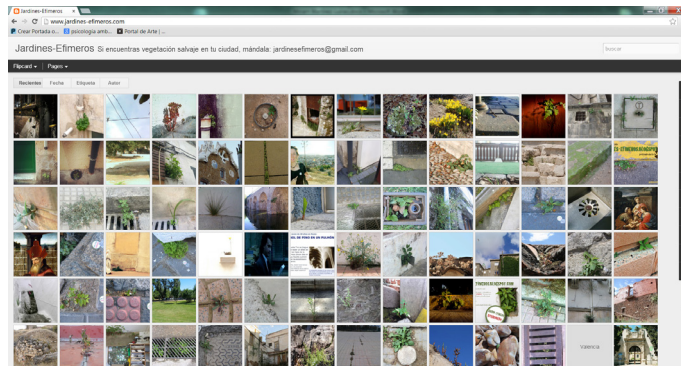 Jardines-Efimeros
www.jardines-efimeros.com
Crear Portada o... psicologia amb... Portal de Arte | ...
Jardines-Efimeros Si encuentras vegetación salvaje en tu ciudad, mándala: jardinesefimeros@gmail.com
buscar
Flipcard Pages
Recientes Fecha Etiqueta Autor
Valencia